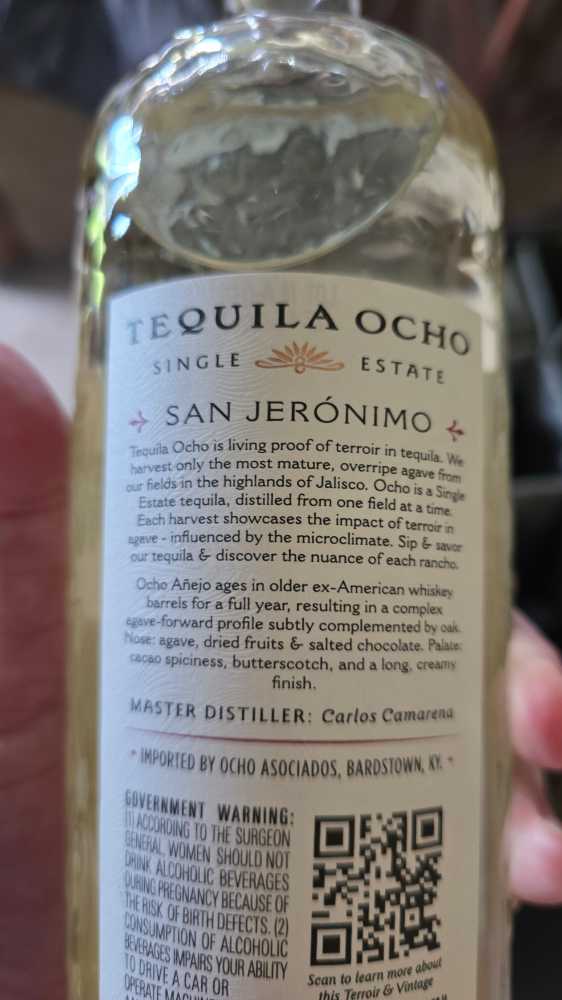 TEQUILA OCHO
SINGLE ESTATE
SAN JERÓNIMO
Tequila Ocho is living proof of terroir in tequila. We
harvest only the most mature, overripe agave from
our fields in the highlands of Jalisco. Ocho is a Single
Estate tequila, distilled from one field at a time.
Each harvest showcases the impact of terroir in
agave - influenced by the microclimate. Sip & savor
our tequila & discover the nuance of each rancho.
Ocho Añejo ages in older ex-American whiskey
barrels for a full year, resulting in a complex
agave-forward profile subtly complemented by oak.
Nose: agave, dried fruits & salted chocolate. Palate:
cacao spiciness, butterscotch, and a long, creamy
finish.
MASTER DISTILLER: Carlos Camarena
* IMPORTED BY OCHO ASOCIADOS, BARDSTOWN, KY. *
GOVERNMENT WARNING:
(1) ACCORDING TO THE SURGEON
GENERAL WOMEN SHOULD NOT
DRINK ALCOHOLIC BEVERAGES
DURING PREGNANCY BECAUSE OF
THE RISK OF BIRTH DEFECTS. (2)
CONSUMPTION OF ALCOHOLIC
BEVERAGES IMPAIRS YOUR ABILITY
TO DRIVE A CAR OR
OPERATE
Scan to learn more about
this Terroir & Vintage